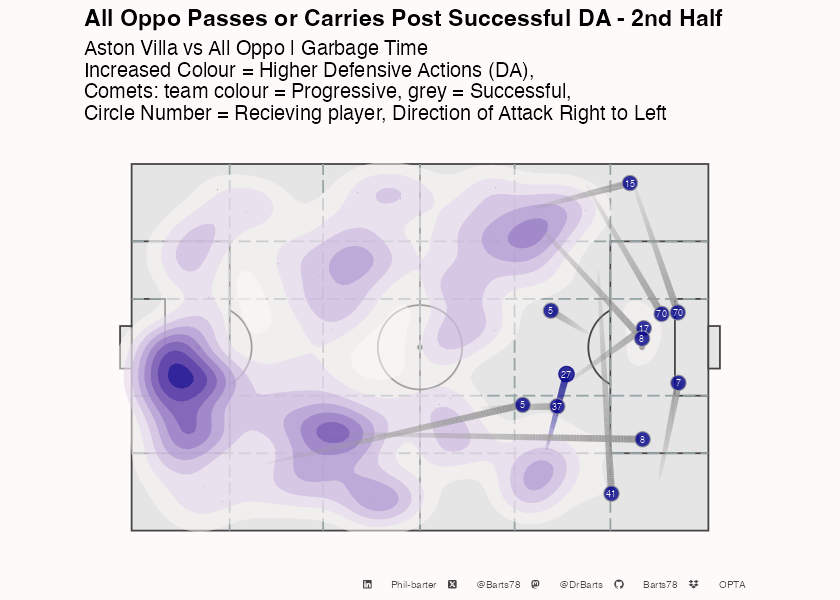 All Oppo Passes or Carries Post Successful DA - 2nd Half
Aston Villa vs All Oppo l Garbage Time
Increased Colour = Higher Defensive Actions (DA),
Comets: team colour = Progressive, grey = Successful,
Circle Number = Recieving player, Direction of Attack Right to Left
15
5
70 70
17
8
27
7
5
37
8
41
Phil-barter @Barts78 @DrBarts Barts78 OPTA